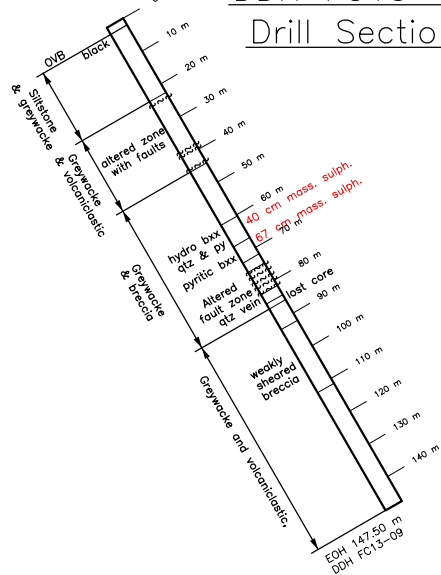 Drill Sectio
10 m
20 m
30 m
40 m
50 m
60 m
70 m
80 m
90 m
100 m
110 m
120 m
130 m
140 m
OVB
black
Siltstone
& greywacke
altered zone
with faults
Greywacke
& volcaniclastic
40 cm mass. sulph.
67 cm mass. sulph.
hydro bxx
qtz & py
pyritic bxx
Greywacke
& breccia
Altered
fault zone
qtz vein
lost core
weakly
sheared
breccia
Greywacke and volcaniclastic,
EOH 147.50 m
DDH FC13-09